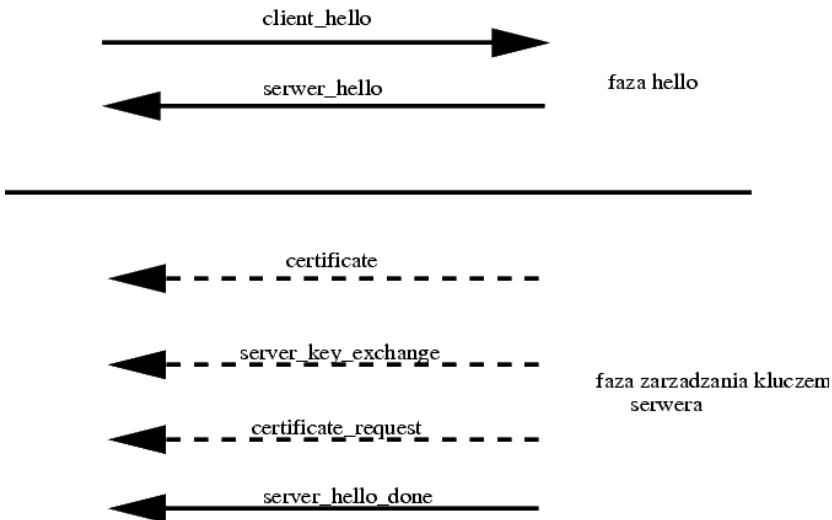 client_hello
serwer_hello
faza hello
certificate
server_key_exchange
faza zarzadzania kluczem
serwera
certificate_request
server_hello_done